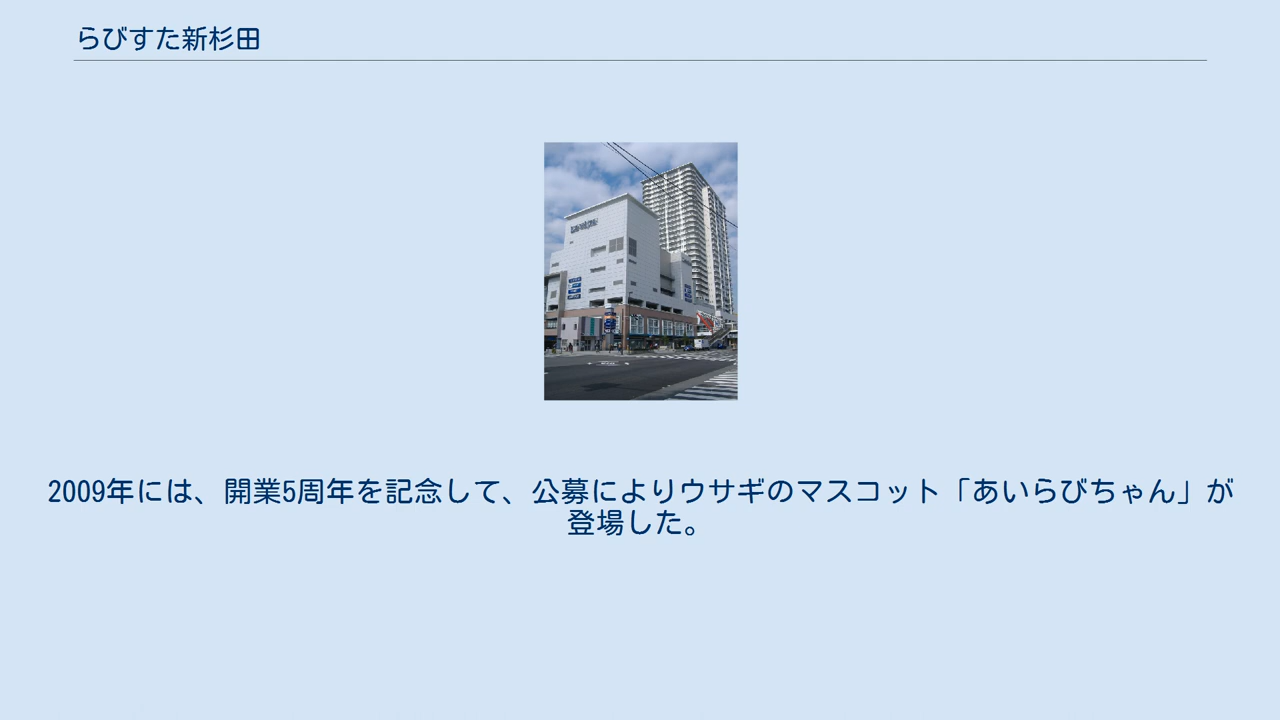 らびすた新杉田
2009年には、開業5周年を記念して、公募によりウサギのマスコット「あいらびちゃん」が
登場した。